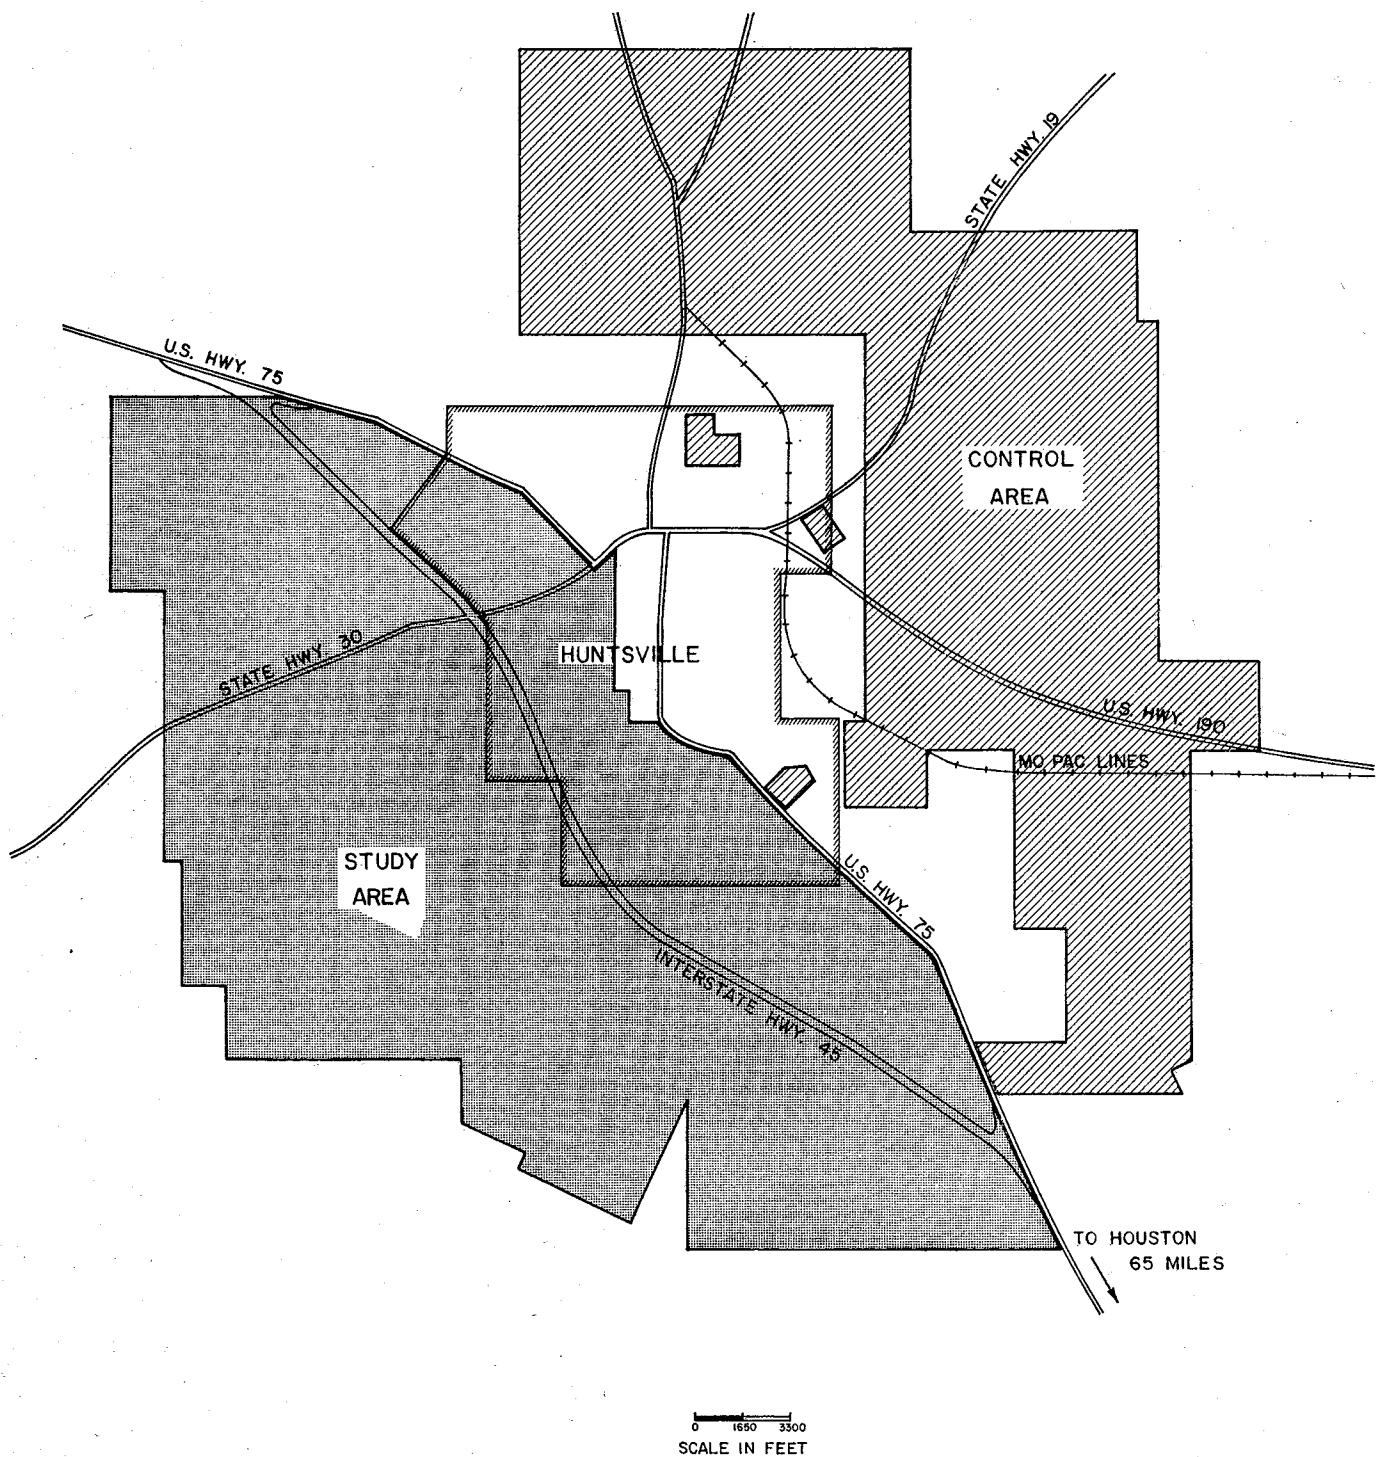 STATE HWY. 19
U.S. HWY. 75
CONTROL
AREA
HUNTSVILLE
STATE HWY. 30
U.S. HWY. 190
MO. PAC LINES
STUDY
AREA
U.S. HWY. 75
INTERSTATE HWY. 45
TO HOUSTON
65 MILES
0 1650 3300
SCALE IN FEET